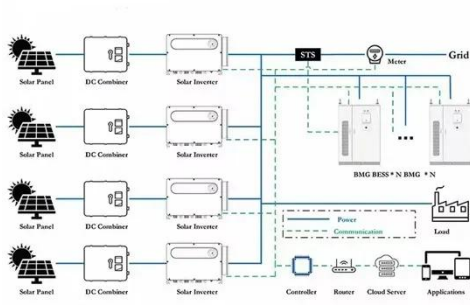 STS
Meter
Grid
Solar Panel
DC Combiner
Solar Inverter
Solar Panel
DC Combiner
Solar Inverter
BMG BESS * N BMG * N
Solar Panel
DC Combiner
Solar Inverter
Power
Communication
Load
Solar Panel
DC Combiner
Solar Inverter
Controller
Router
Cloud Server
Applications